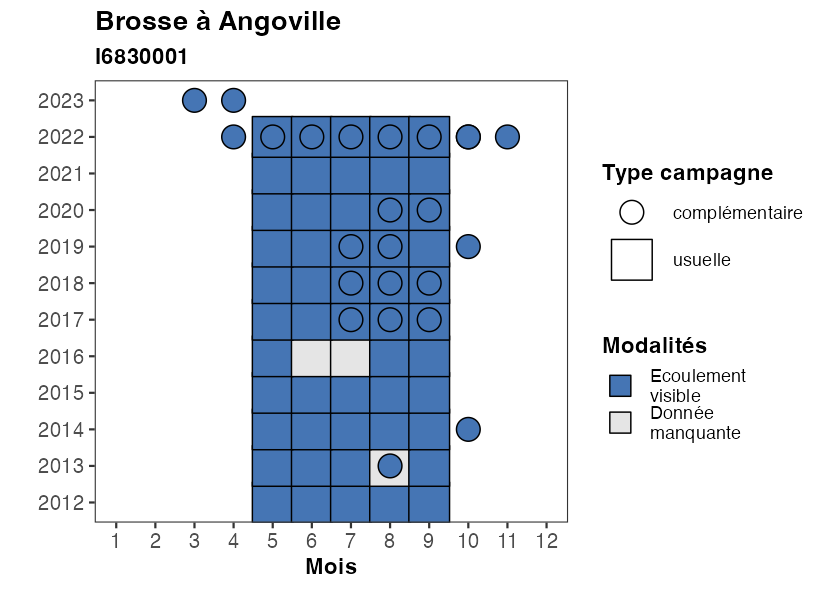 Brosse à Angoville
I6830001
2023
2022
2021
2020
2019
2018
2017
2016
2015
2014
2013
2012
1 2 3 4 5 6 7 8 9 10 11 12
Mois
Type campagne
complémentaire
usuelle
Modalités
Ecoulement
visible
Donnée
manquante